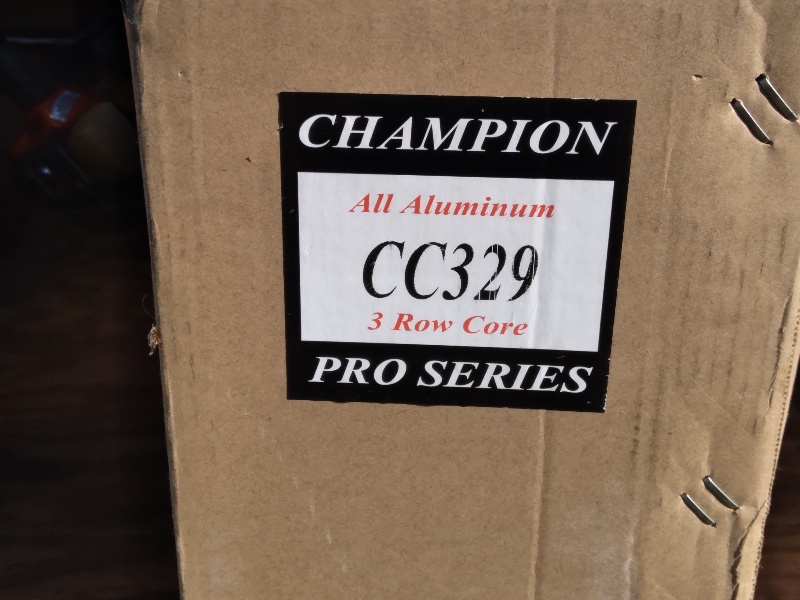 CHAMPION
All Aluminum
CC329
3 Row Core
PRO SERIES